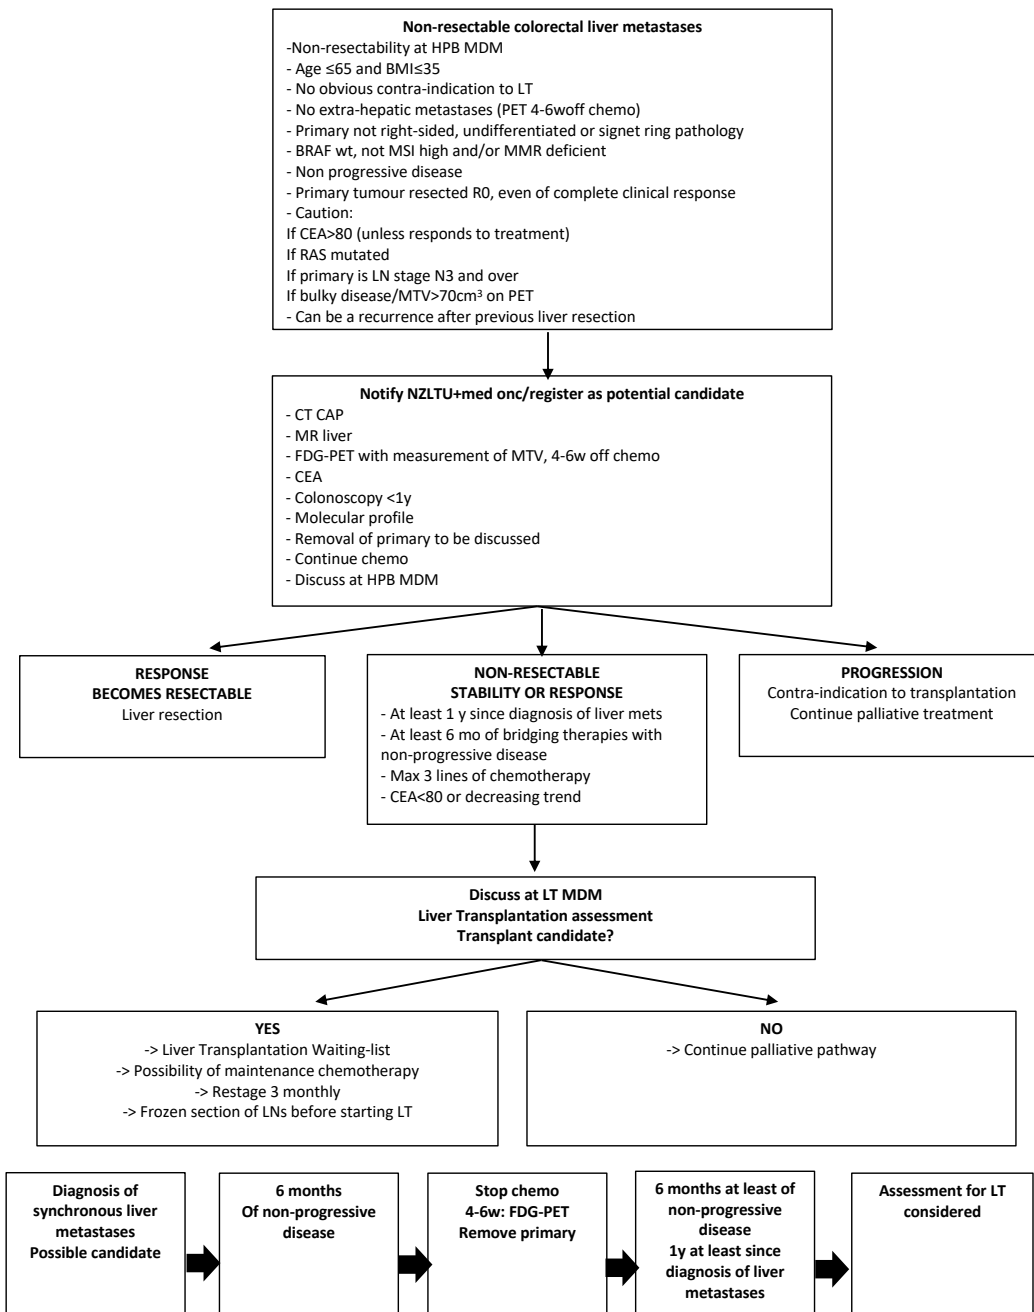 Non-resectable colorectal liver metastases
-Non-resectability at HPB MDM
- Age ≤65 and BMI≤35
- No obvious contra-indication to LT
- No extra-hepatic metastases (PET 4-6woff chemo)
- Primary not right-sided, undifferentiated or signet ring pathology
- BRAF wt, not MSI high and/or MMR deficient
- Non progressive disease
- Primary tumour resected R0, even of complete clinical response
- Caution:
If CEA>80 (unless responds to treatment)
If RAS mutated
If primary is LN stage N3 and over
If bulky disease/MTV>70cm³ on PET
- Can be a recurrence after previous liver resection
Notify NZLTU+med onc/register as potential candidate
- CT CAP
- MR liver
- FDG-PET with measurement of MTV, 4-6w off chemo
- CEA
- Colonoscopy <1y
- Molecular profile
- Removal of primary to be discussed
- Continue chemo
- Discuss at HPB MDM
RESPONSE
BECOMES RESECTABLE
Liver resection
NON-RESECTABLE
STABILITY OR RESPONSE
- At least 1 y since diagnosis of liver mets
- At least 6 mo of bridging therapies with
non-progressive disease
- Max 3 lines of chemotherapy
- CEA<80 or decreasing trend
PROGRESSION
Contra-indication to transplantation
Continue palliative treatment
Discuss at LT MDM
Liver Transplantation assessment
Transplant candidate?
YES
-> Liver Transplantation Waiting-list
-> Possibility of maintenance chemotherapy
-> Restage 3 monthly
-> Frozen section of LNs before starting LT
NO
-> Continue palliative pathway
Diagnosis of
synchronous liver
metastases
Possible candidate
6 months
Of non-progressive
disease
Stop chemo
4-6w: FDG-PET
Remove primary
6 months at least of
non-progressive
disease
1y at least since
diagnosis of liver
metastases
Assessment for LT
considered